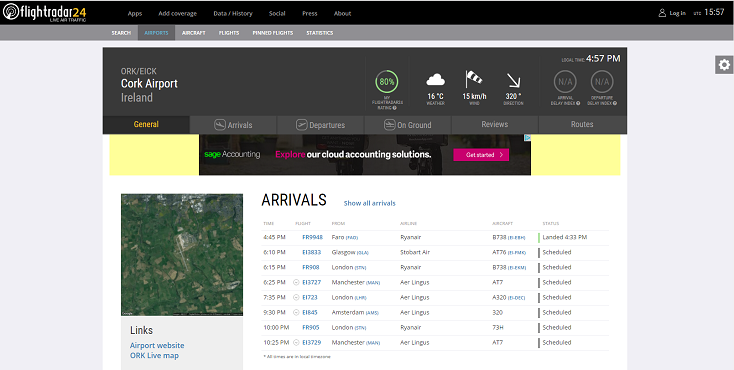 flightradar24
LIVE AIR TRAFFIC
Apps Add coverage Data / History Social Press About
Log in UTC 15:57
SEARCH AIRPORTS AIRCRAFT FLIGHTS PINNED FLIGHTS STATISTICS
LOCAL TIME 4:57 PM
ORK/EICK
Cork Airport
Ireland
80%
MY FLIGHTRADAR24 RATING
16 °C
WEATHER
15 km/h
WIND
320 °
DIRECTION
N/A
ARRIVAL DELAY INDEX
N/A
DEPARTURE DELAY INDEX
General Arrivals Departures On Ground Reviews Routes
sage Accounting Explore our cloud accounting solutions. Get started >
ARRIVALS Show all arrivals
TIME FLIGHT FROM AIRLINE AIRCRAFT STATUS
4:45 PM FR9948 Faro (FAO) Ryanair B738 (EI-EBH) Landed 4:33 PM
6:10 PM EI3833 Glasgow (GLA) Stobart Air AT76 (EI-FMK) Scheduled
6:15 PM FR908 London (STN) Ryanair B738 (EI-EKM) Scheduled
6:25 PM EI3727 Manchester (MAN) Aer Lingus AT7 Scheduled
7:35 PM EI723 London (LHR) Aer Lingus A320 (EI-DEC) Scheduled
9:30 PM EI845 Amsterdam (AMS) Aer Lingus 320 Scheduled
10:00 PM FR905 London (STN) Ryanair 73H Scheduled
10:25 PM EI3729 Manchester (MAN) Aer Lingus AT7 Scheduled
* All times are in local timezone
Links
Airport website
ORK Live map